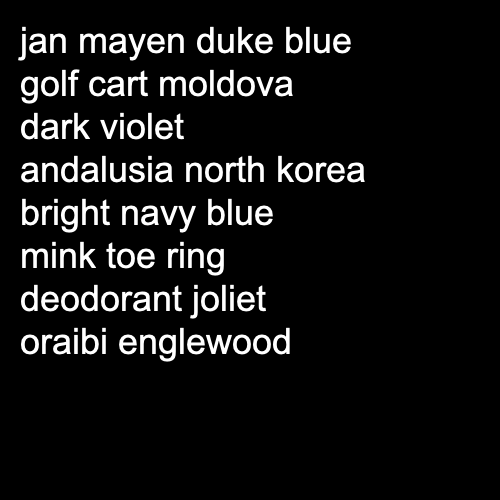 jan mayen duke blue
golf cart moldova
dark violet
andalusia north korea
bright navy blue
mink toe ring
deodorant joliet
oraibi englewood